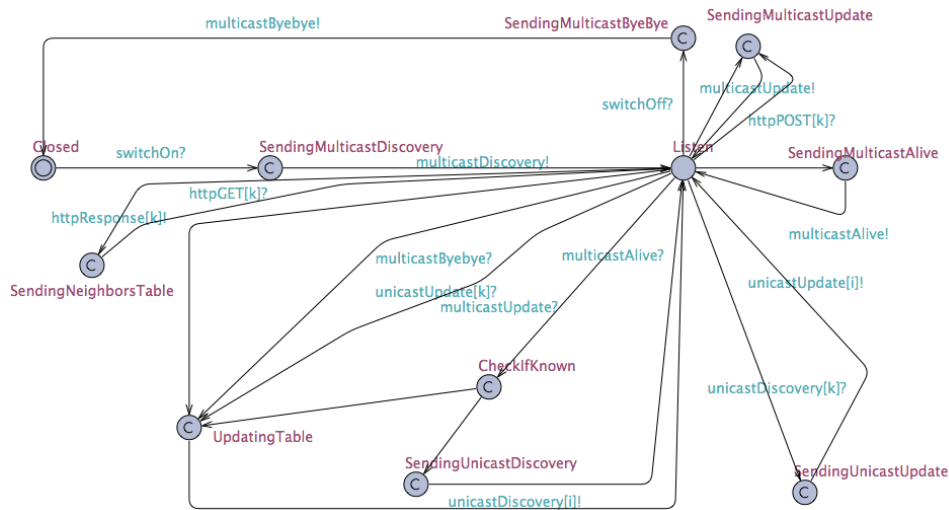 SendingMulticastUpdate
multicastByebye!
SendingMulticastByeBye
C
C
multicastUpdate!
switchOff?
httpPOST[k]?
Closed
switchOn?
SendingMulticastDiscovery
multicastDiscovery!
Listen
SendingMulticastAlive
C
C
httpGET[k]?
httpResponse[k]!
multicastAlive!
C
multicastByebye?
multicastAlive?
SendingNeighborsTable
unicastUpdate[k]?
unicastUpdate[i]!
multicastUpdate?
CheckIfKnown
C
unicastDiscovery[k]?
C
UpdatingTable
SendingUnicastDiscovery
SendingUnicastUpdate
C
C
unicastDiscovery[i]!